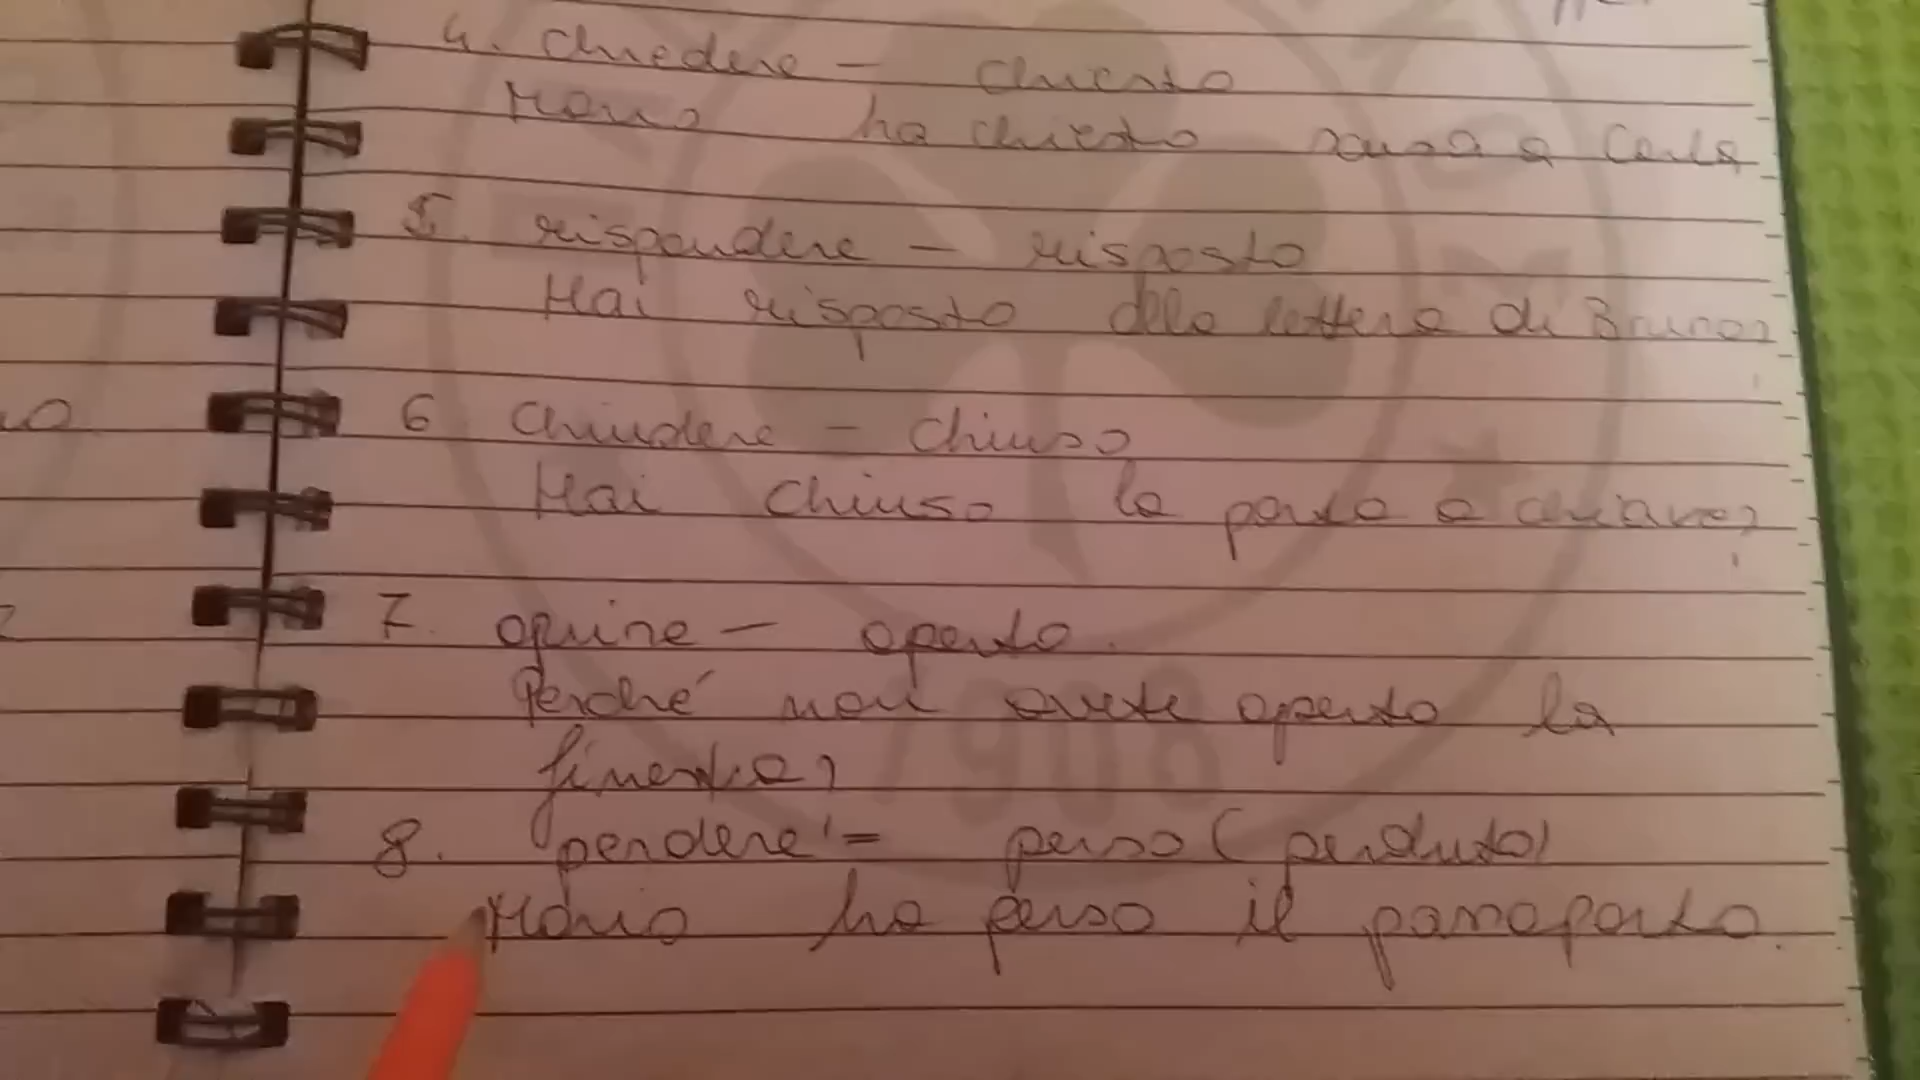 4. chiedere - chiesto
Mario ha chiesto scusa a Carla
5. rispondere - risposto
Hai risposto alla lettera di Bruno?
6 chiudere - chiuso
Hai chiuso la porta a chiave?
7. aprire - aperto.
Perché non avete aperto la
finestra?
8. perdere = perso (perduto)
Mario ha perso il passaporto.
1908